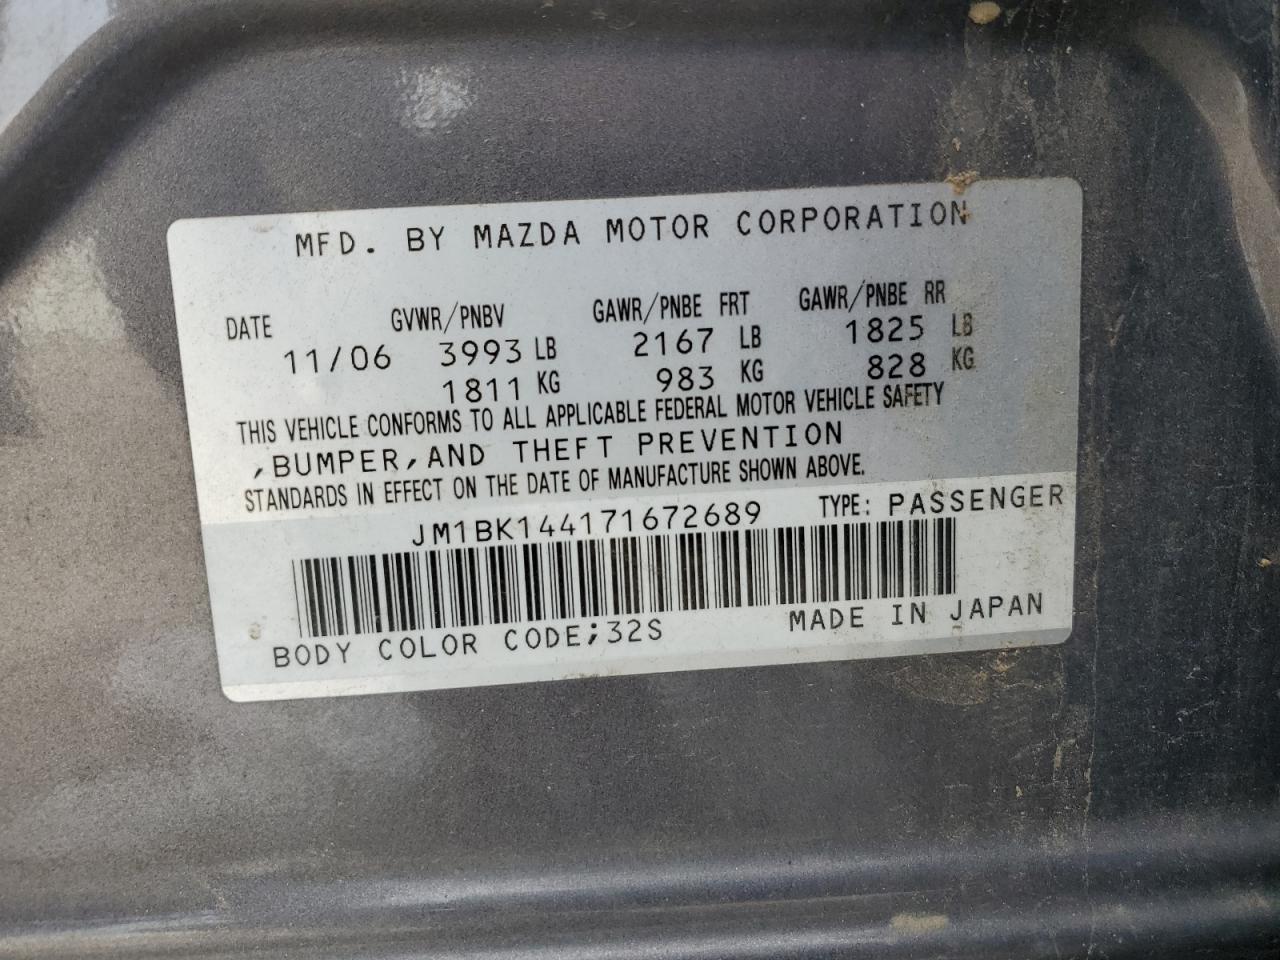 MFD. BY MAZDA MOTOR CORPORATION
DATE GVWR/PNBV GAWR/PNBE FRT GAWR/PNBE RR
11/06 3993 LB 2167 LB 1825 LB
1811 KG 983 KG 828 KG
THIS VEHICLE CONFORMS TO ALL APPLICABLE FEDERAL MOTOR VEHICLE SAFETY
,BUMPER,AND THEFT PREVENTION
STANDARDS IN EFFECT ON THE DATE OF MANUFACTURE SHOWN ABOVE.
JM1BK144171672689 TYPE: PASSENGER
BODY COLOR CODE;32S MADE IN JAPAN